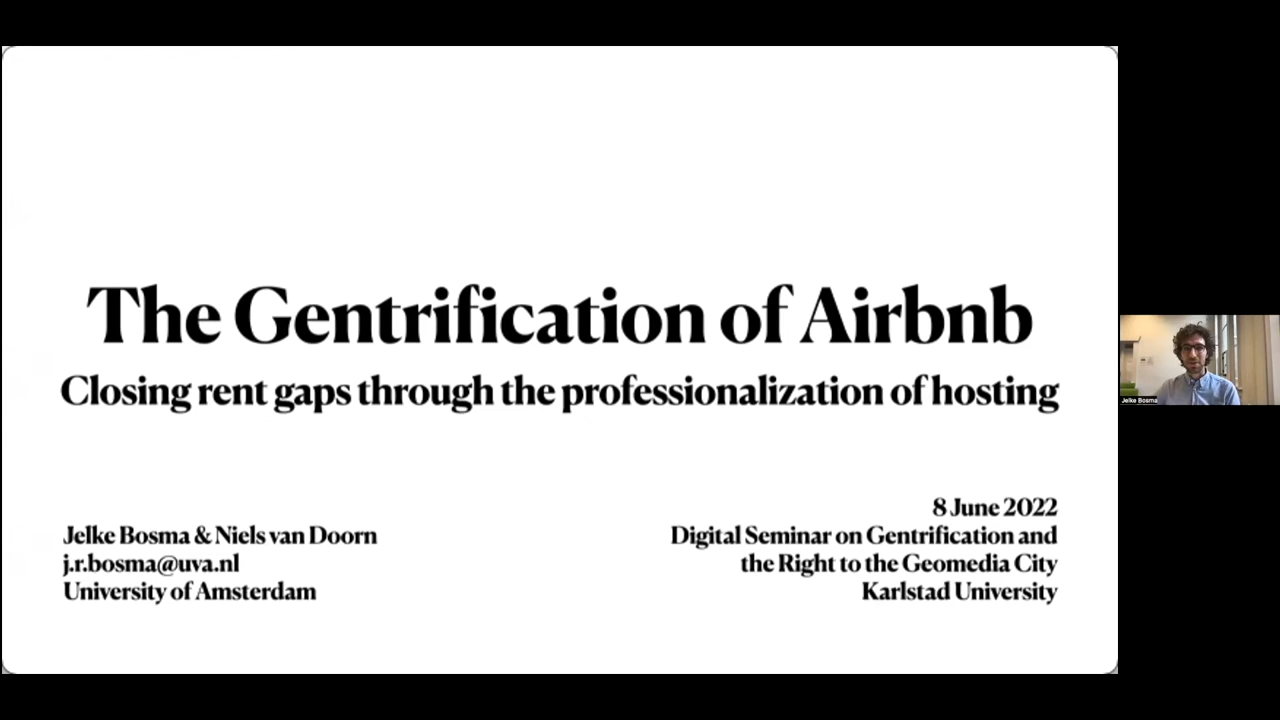 The Gentrification of Airbnb
Closing rent gaps through the professionalization of hosting
Jelke Bosma & Niels van Doorn
j.r.bosma@uva.nl
University of Amsterdam
8 June 2022
Digital Seminar on Gentrification and
the Right to the Geomedia City
Karlstad University
Jelke Bosma